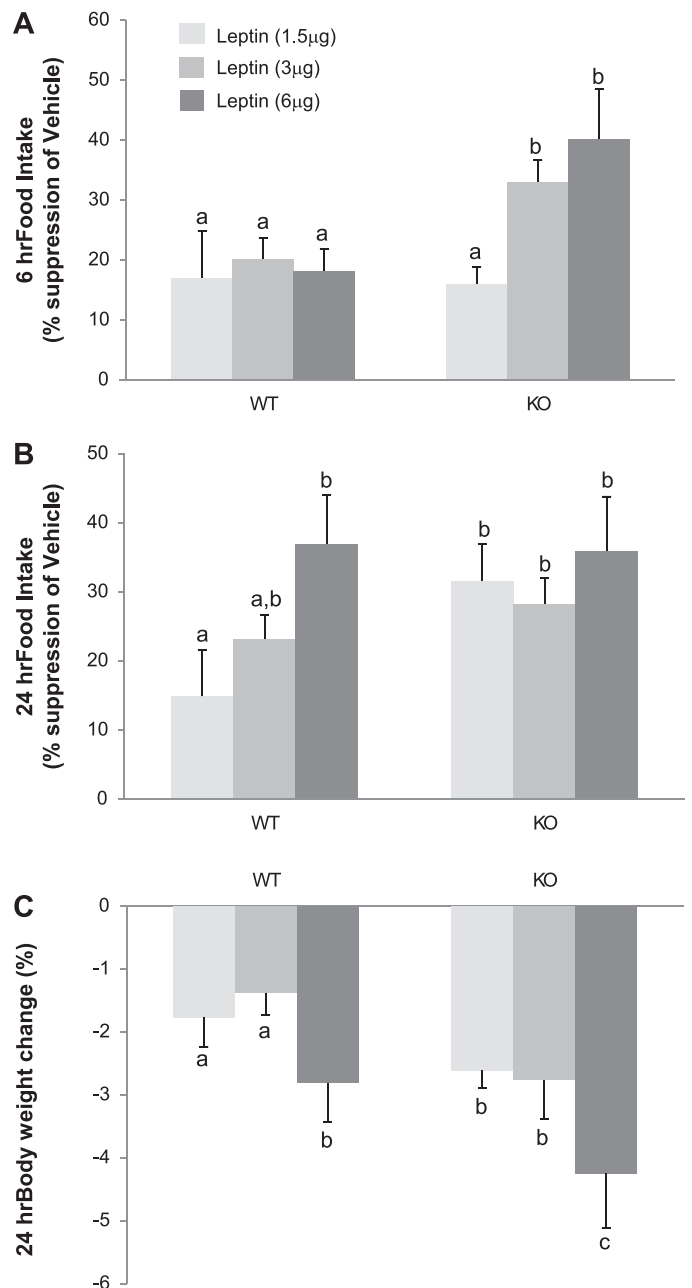 A
60
50
40
30
20
10
0
6 hrFood Intake
(% suppression of Vehicle)
Leptin (1.5µg)
Leptin (3µg)
Leptin (6µg)
a
a
a
a
b
b
WT
KO
B
50
40
30
20
10
0
24 hrFood Intake
(% suppression of Vehicle)
a
a,b
b
b
b
b
WT
KO
WT
KO
C
0
-1
-2
-3
-4
-5
-6
24 hrBody weight change (%)
a
a
b
b
b
c